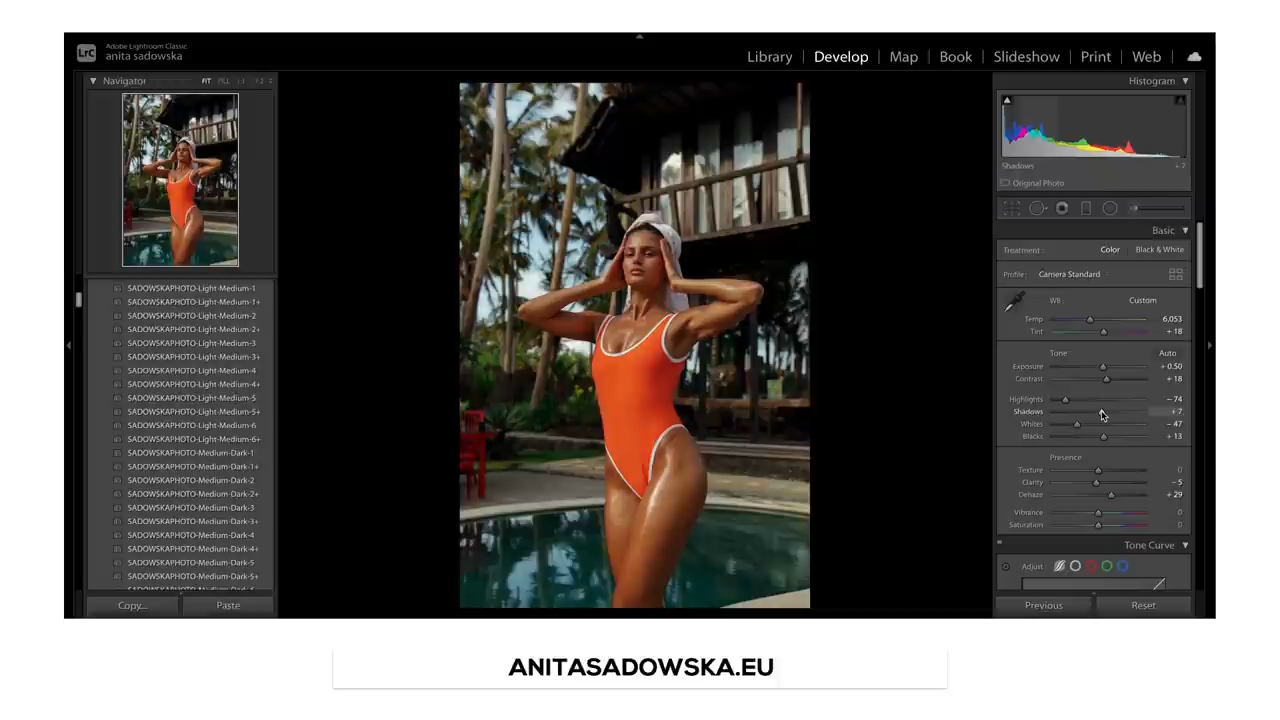 LrC
Adobe Lightroom Classic
anita sadowska
Library | Develop | Map | Book | Slideshow | Print | Web
Navigator FIT FILL
SADOWSKAPHOTO-Light-Medium-1
SADOWSKAPHOTO-Light-Medium-1+
SADOWSKAPHOTO-Light-Medium-2
SADOWSKAPHOTO-Light-Medium-2+
SADOWSKAPHOTO-Light-Medium-3
SADOWSKAPHOTO-Light-Medium-3+
SADOWSKAPHOTO-Light-Medium-4
SADOWSKAPHOTO-Light-Medium-4+
SADOWSKAPHOTO-Light-Medium-5
SADOWSKAPHOTO-Light-Medium-5+
SADOWSKAPHOTO-Light-Medium-6
SADOWSKAPHOTO-Light-Medium-6+
SADOWSKAPHOTO-Medium-Dark-1
SADOWSKAPHOTO-Medium-Dark-1+
SADOWSKAPHOTO-Medium-Dark-2
SADOWSKAPHOTO-Medium-Dark-2+
SADOWSKAPHOTO-Medium-Dark-3
SADOWSKAPHOTO-Medium-Dark-3+
SADOWSKAPHOTO-Medium-Dark-4
SADOWSKAPHOTO-Medium-Dark-4+
SADOWSKAPHOTO-Medium-Dark-5
SADOWSKAPHOTO-Medium-Dark-5+
Copy... Paste
Histogram
Shadows
Original Photo
Basic
Treatment : Color Black & White
Profile : Camera Standard
WB : Custom
Temp 6,053
Tint + 18
Tone Auto
Exposure + 0.50
Contrast + 18
Highlights − 74
Shadows + 7
Whites − 47
Blacks + 13
Presence
Texture 0
Clarity − 5
Dehaze + 29
Vibrance 0
Saturation 0
Tone Curve
Adjust
Previous Reset
ANITASADOWSKA.EU